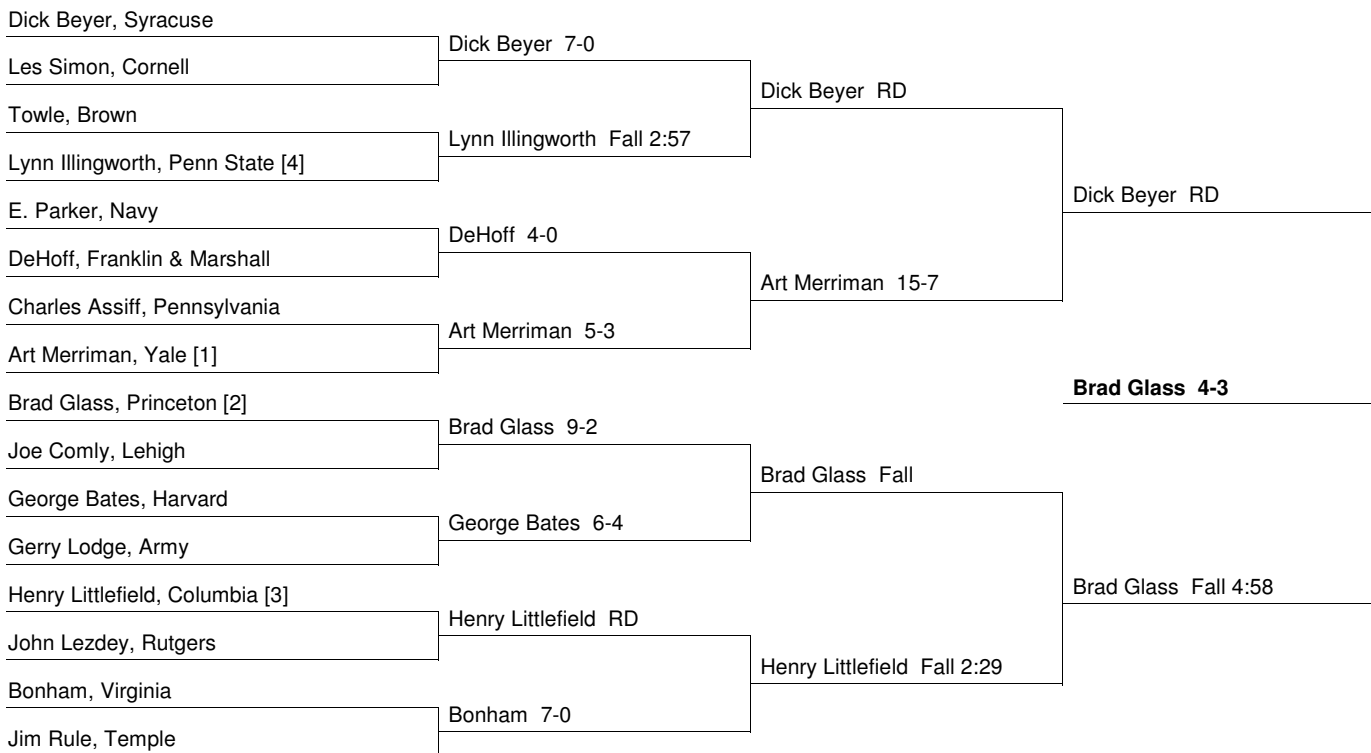 Dick Beyer, Syracuse
Les Simon, Cornell
Towle, Brown
Lynn Illingworth, Penn State [4]
E. Parker, Navy
DeHoff, Franklin & Marshall
Charles Assiff, Pennsylvania
Art Merriman, Yale [1]
Brad Glass, Princeton [2]
Joe Comly, Lehigh
George Bates, Harvard
Gerry Lodge, Army
Henry Littlefield, Columbia [3]
John Lezdey, Rutgers
Bonham, Virginia
Jim Rule, Temple
Dick Beyer 7-0
Lynn Illingworth Fall 2:57
DeHoff 4-0
Art Merriman 5-3
Brad Glass 9-2
George Bates 6-4
Henry Littlefield RD
Bonham 7-0
Dick Beyer RD
Art Merriman 15-7
Brad Glass Fall
Henry Littlefield Fall 2:29
Dick Beyer RD
Brad Glass 4-3
Brad Glass Fall 4:58